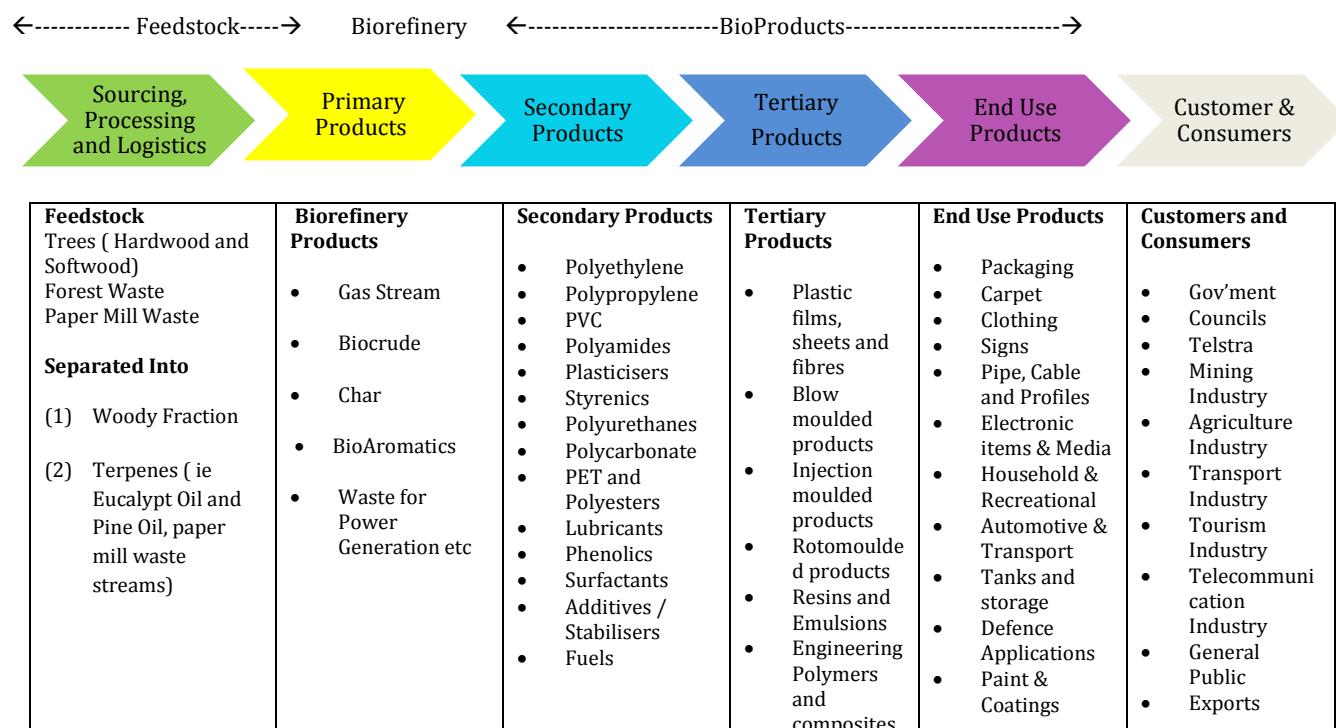 ←------------ Feedstock-----→ Biorefinery ←-----------------------BioProducts---------------------------→
Sourcing,
Processing
and Logistics
Primary
Products
Secondary
Products
Tertiary
Products
End Use
Products
Customer &
Consumers
Feedstock
Trees ( Hardwood and
Softwood)
Forest Waste
Paper Mill Waste
Separated Into
(1) Woody Fraction
(2) Terpenes ( ie
Eucalypt Oil and
Pine Oil, paper
mill waste
streams)
Biorefinery
Products
• Gas Stream
• Biocrude
• Char
• BioAromatics
• Waste for
Power
Generation etc
Secondary Products
• Polyethylene
• Polypropylene
• PVC
• Polyamides
• Plasticisers
• Styrenics
• Polyurethanes
• Polycarbonate
• PET and
Polyesters
• Lubricants
• Phenolics
• Surfactants
• Additives /
Stabilisers
• Fuels
Tertiary
Products
• Plastic
films,
sheets and
fibres
• Blow
moulded
products
• Injection
moulded
products
• Rotomoulde
d products
• Resins and
Emulsions
• Engineering
Polymers
and
composites
End Use Products
• Packaging
• Carpet
• Clothing
• Signs
• Pipe, Cable
and Profiles
• Electronic
items & Media
• Household &
Recreational
• Automotive &
Transport
• Tanks and
storage
• Defence
Applications
• Paint &
Coatings
Customers and
Consumers
• Gov'ment
• Councils
• Telstra
• Mining
Industry
• Agriculture
Industry
• Transport
Industry
• Tourism
Industry
• Telecommuni
cation
Industry
• General
Public
• Exports